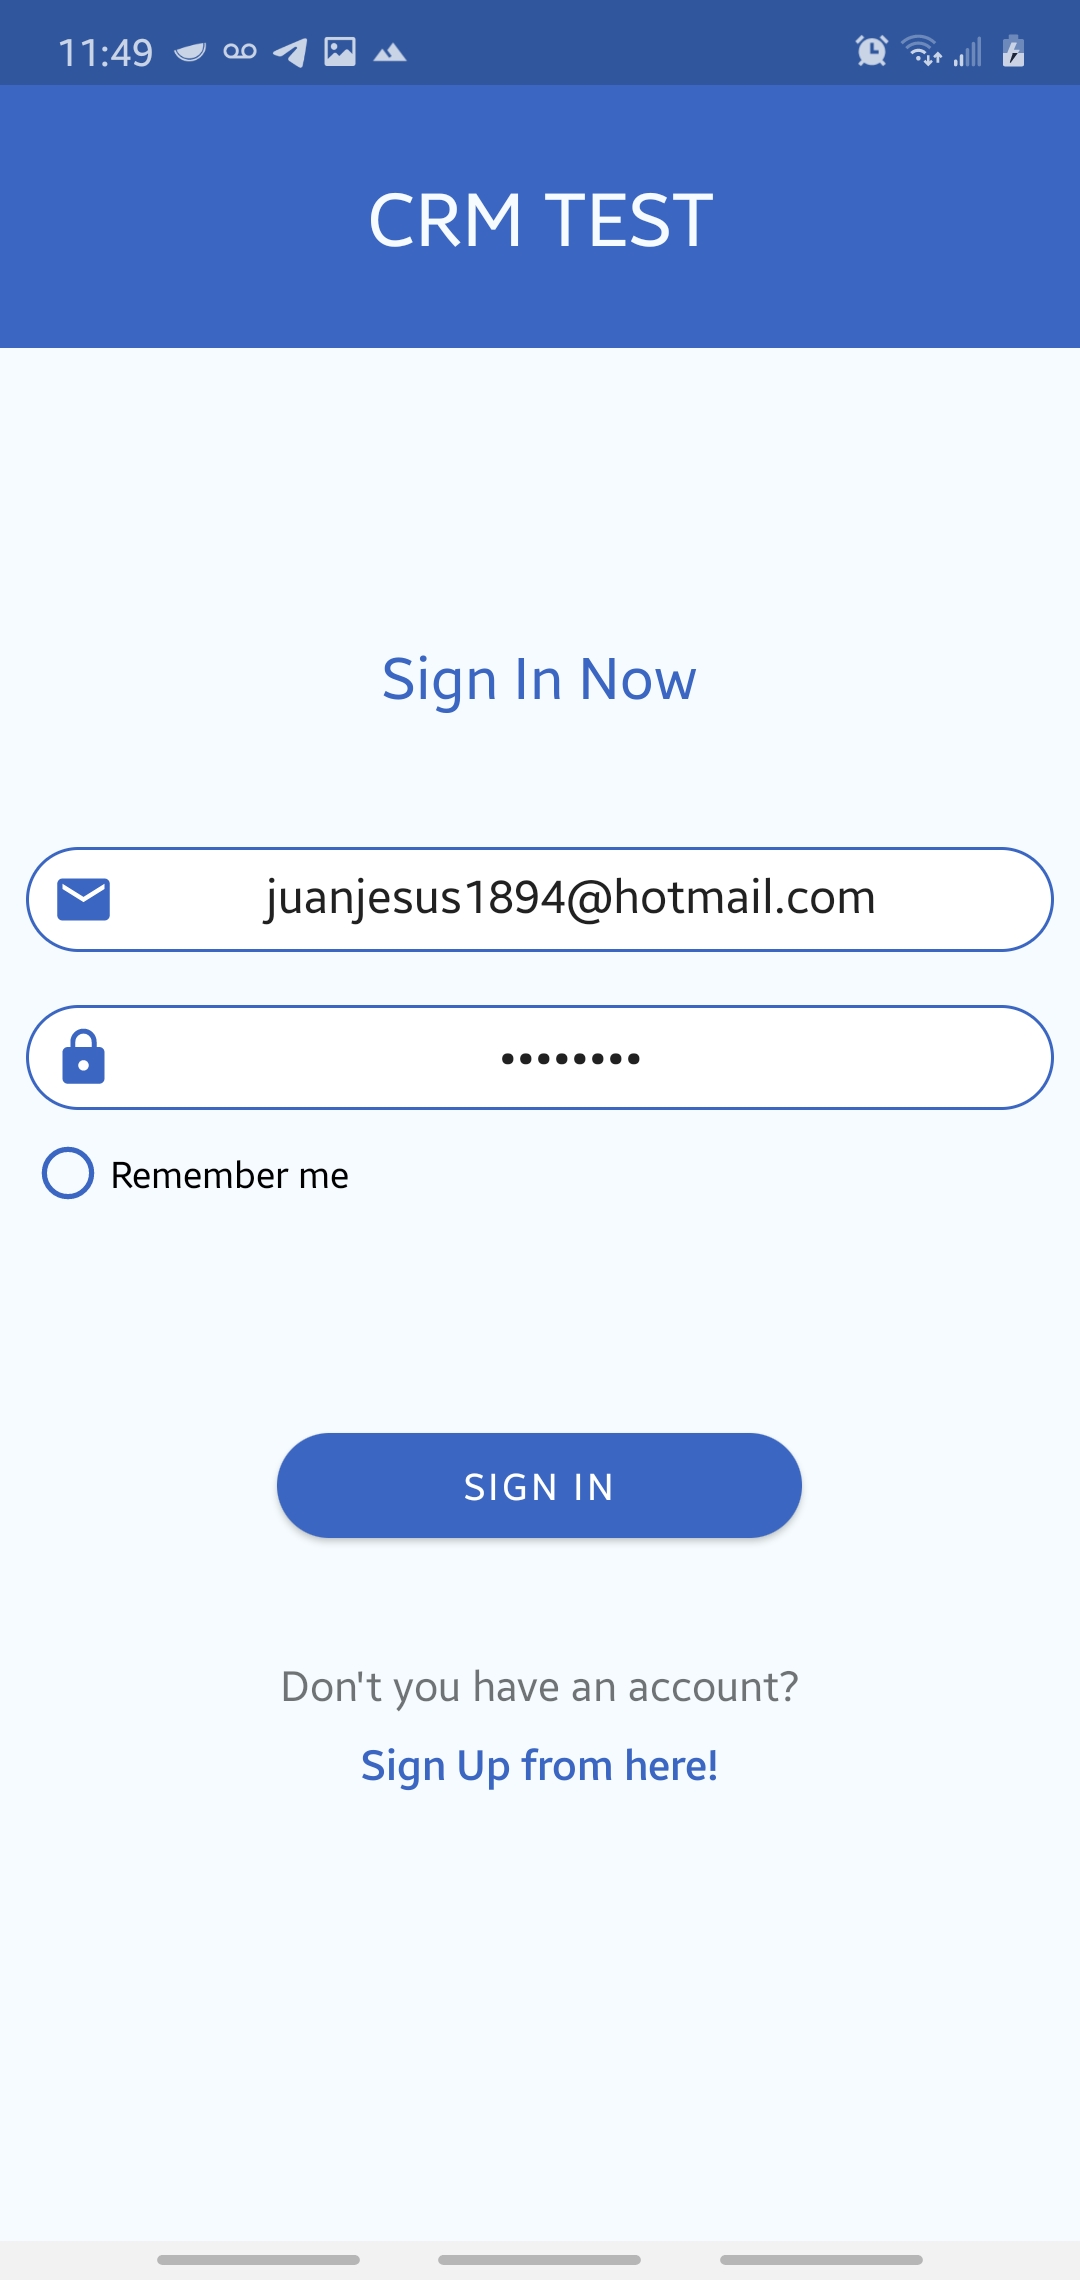 11:49
CRM TEST
Sign In Now
juanjesus1894@hotmail.com
••••••••
Remember me
SIGN IN
Don't you have an account?
Sign Up from here!